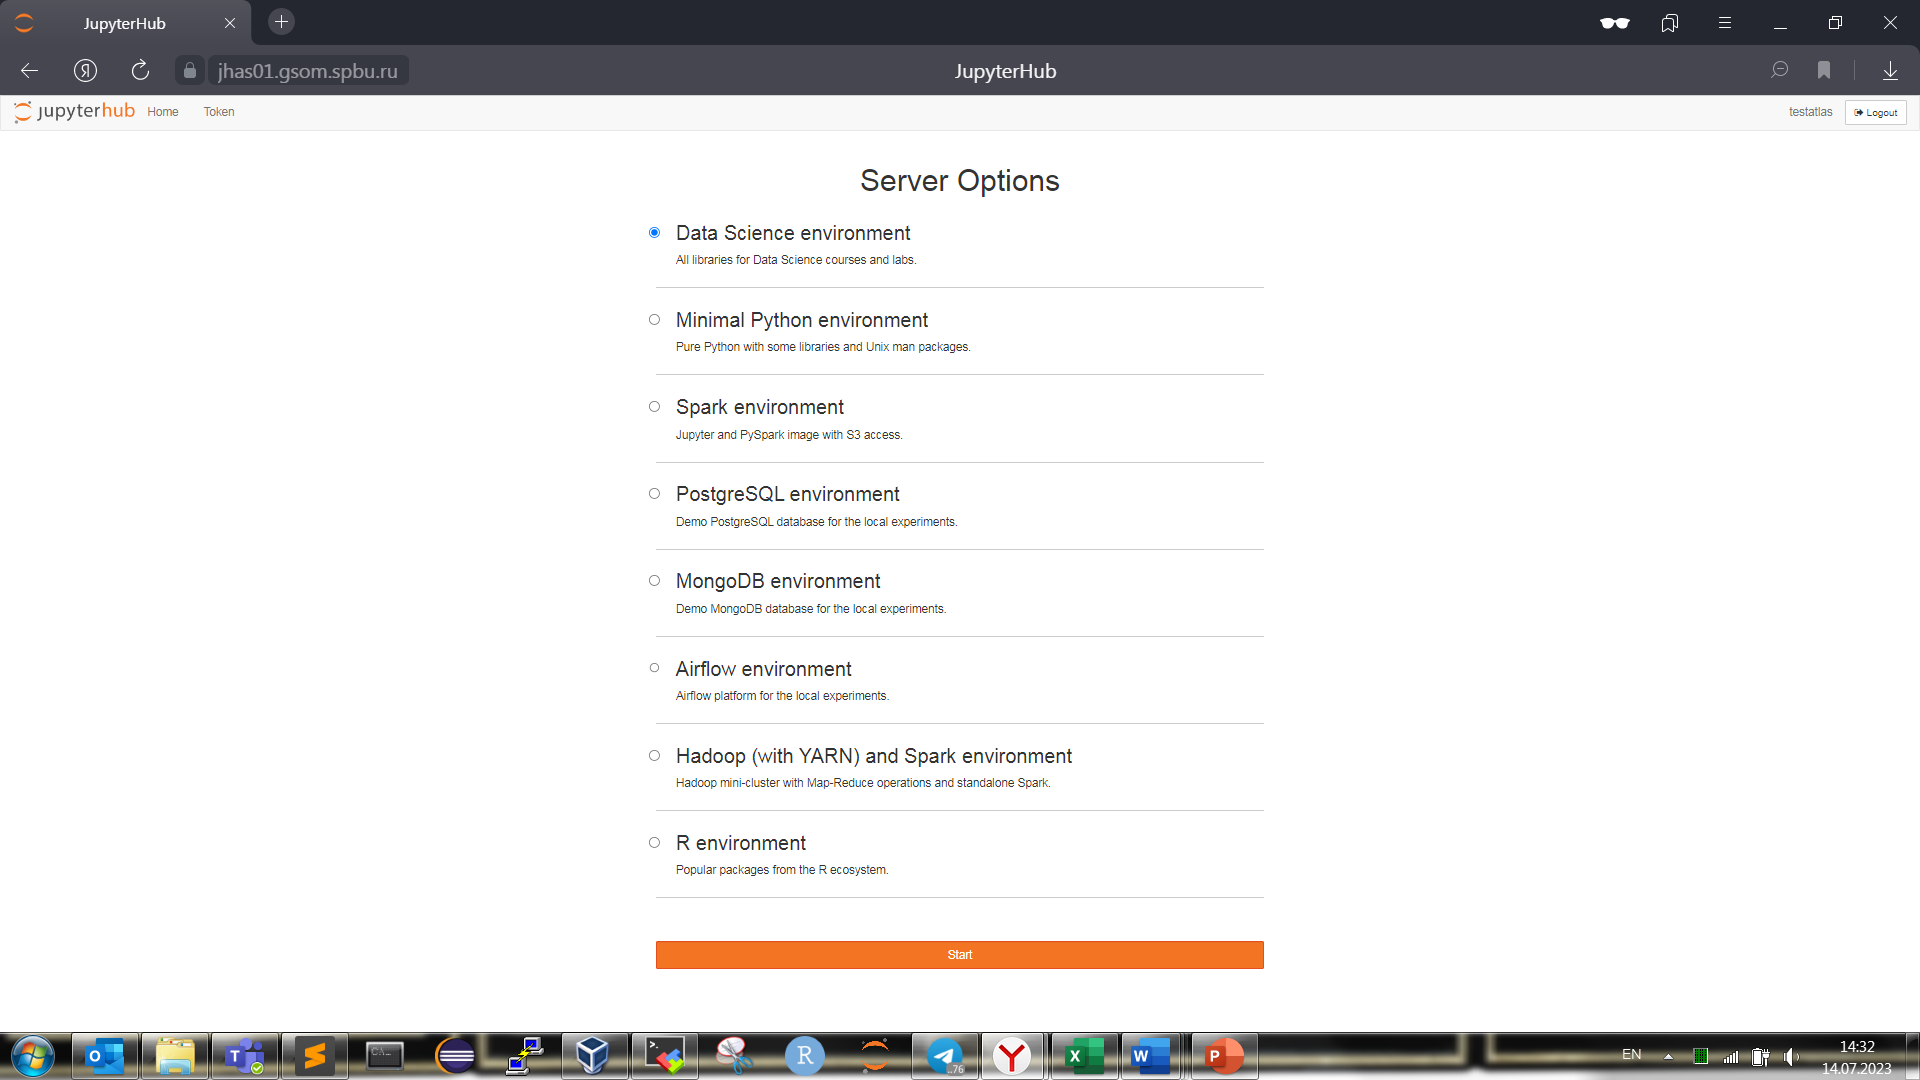 JupyterHub
Я
jhas01.gsom.spbu.ru
JupyterHub
jupyterhub
Home
Token
testatlas
Logout
Server Options
Data Science environment
All libraries for Data Science courses and labs.
Minimal Python environment
Pure Python with some libraries and Unix man packages.
Spark environment
Jupyter and PySpark image with S3 access.
PostgreSQL environment
Demo PostgreSQL database for the local experiments.
MongoDB environment
Demo MongoDB database for the local experiments.
Airflow environment
Airflow platform for the local experiments.
Hadoop (with YARN) and Spark environment
Hadoop mini-cluster with Map-Reduce operations and standalone Spark.
R environment
Popular packages from the R ecosystem.
Start
O
T
S
C:\...
R
..76
Y
X
W
P
EN
14:32
14.07.2023